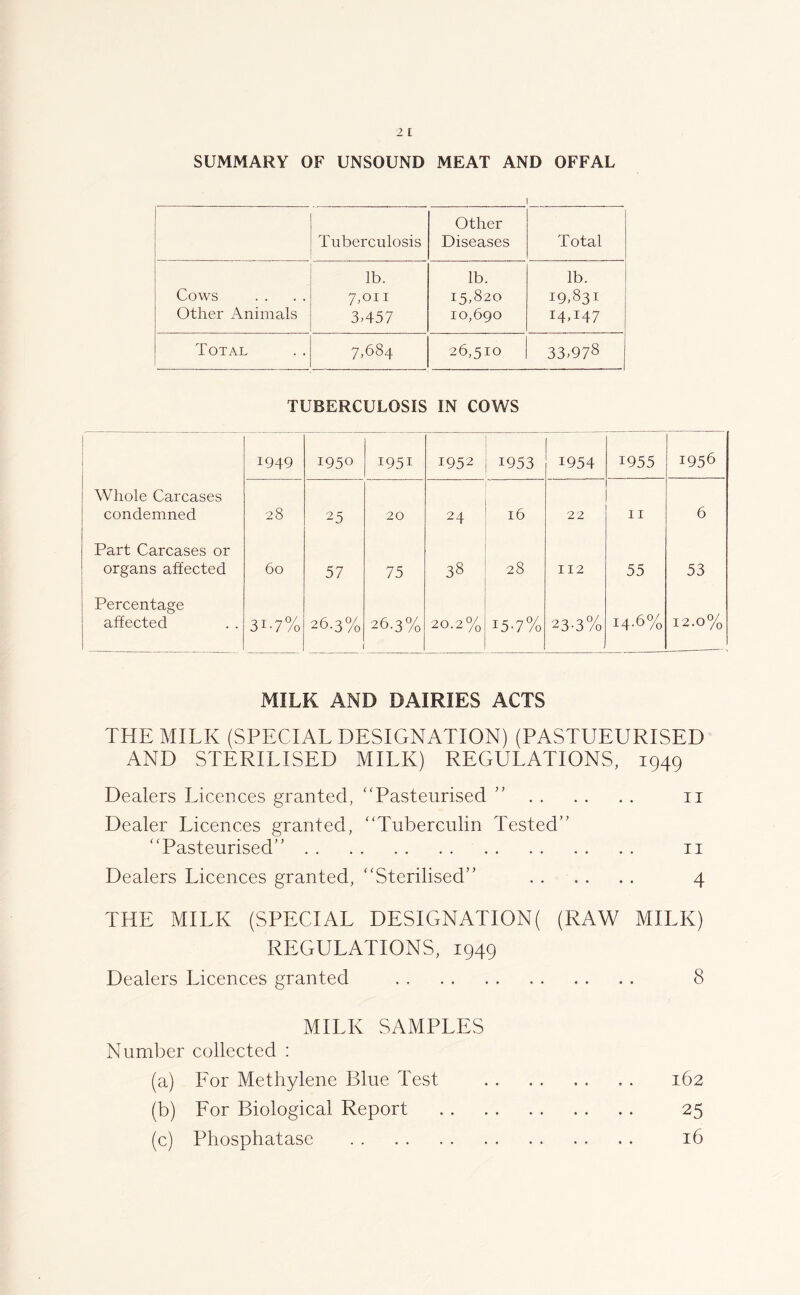 21
SUMMARY OF UNSOUND MEAT AND OFFAL
Tuberculosis Other Diseases Total
lb. lb. lb.
Cows . . . . 7,011 15,820 19,831
Other Animals 3,457 10,690 14,147
Total . . 7,684 26,510 33,978
TUBERCULOSIS IN COWS
1949 1950 1951 1952 1953 1954 1955 1956
Whole Carcases
condemned 28 25 20 24 16 22 11 6
Part Carcases or
organs affected 60 57 75 38 28 112 55 53
Percentage
affected . . 31.7% 26.3% 26.3% 20.2% 15.7% 23.3% 14.6% 12.0%
MILK AND DAIRIES ACTS
THE MILK (SPECIAL DESIGNATION) (PASTUEURISED
AND STERILISED MILK) REGULATIONS, 1949
Dealers Licences granted, "Pasteurised " . . . . . . 11
Dealer Licences granted, "Tuberculin Tested"
"Pasteurised" . . . . . . . . . . . . . . . . 11
Dealers Licences granted, "Sterilised" . . . . . . 4
THE MILK (SPECIAL DESIGNATION( (RAW MILK)
REGULATIONS, 1949
Dealers Licences granted . . . . . . . . . . . . 8
MILK SAMPLES
Number collected :
(a) For Methylene Blue Test . . . . . . . . 162
(b) For Biological Report . . . . . . . . . . 25
(c) Phosphatase . . . . . . . . . . . . . . 16